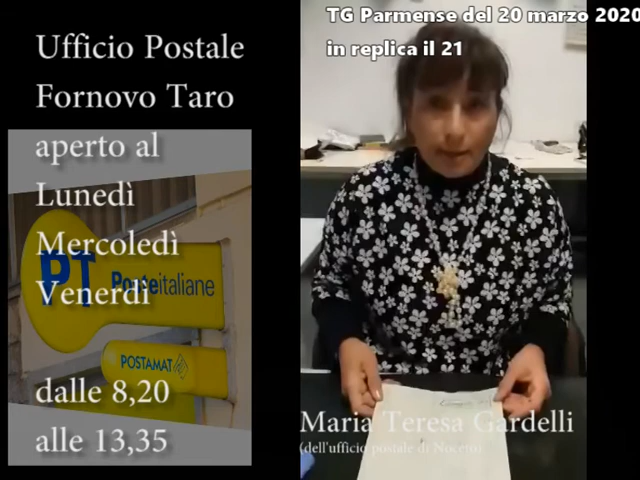 TG Parmense del 20 marzo 2020
in replica il 21
Ufficio Postale
Fornovo Taro
aperto al
Lunedì
Mercoledì
Venerdì
dalle 8,20
alle 13,35
PT
Posteitaliane
POSTAMAT
Maria Teresa Gardelli
(dell'ufficio postale di Noceto)